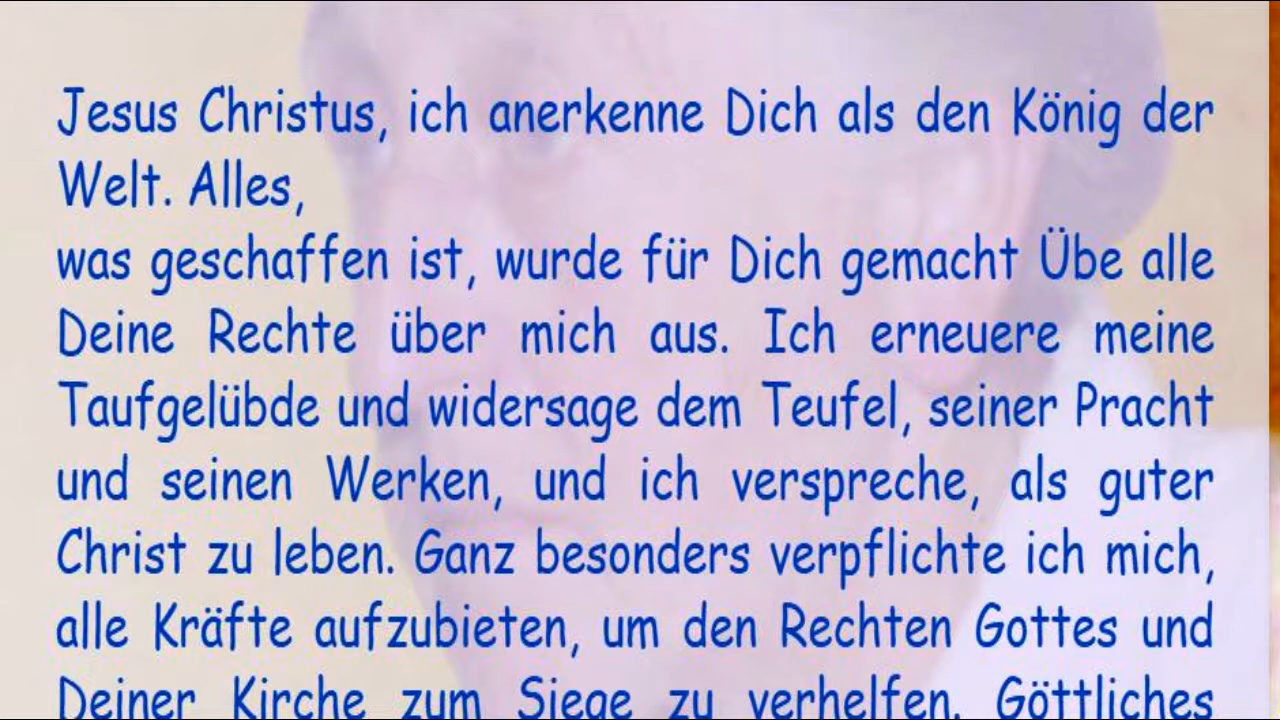 Jesus Christus, ich anerkenne Dich als den König der
Welt. Alles,
was geschaffen ist, wurde für Dich gemacht Übe alle
Deine Rechte über mich aus. Ich erneuere meine
Taufgelübde und widersage dem Teufel, seiner Pracht
und seinen Werken, und ich verspreche, als guter
Christ zu leben. Ganz besonders verpflichte ich mich,
alle Kräfte aufzubieten, um den Rechten Gottes und
Deiner Kirche zum Siege zu verhelfen. Göttliches